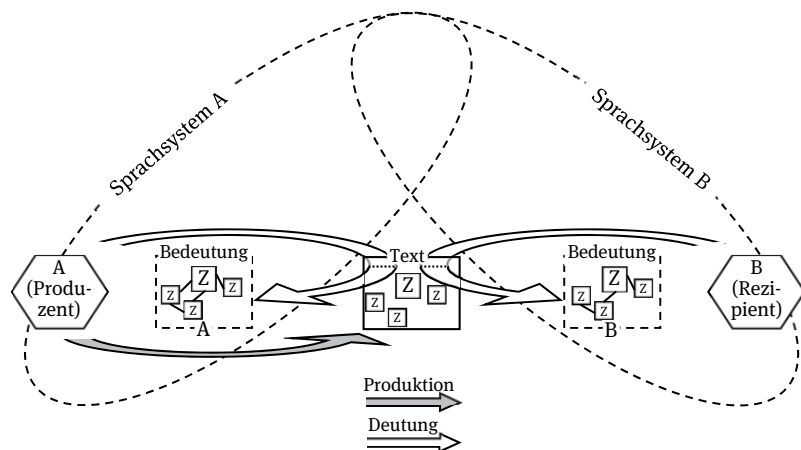 Sprachsystem A
Sprachsystem B
A
(Produ-
zent)
Bedeutung
Z
z
z
z
A
Text
Z
z
z
z
Bedeutung
Z
z
z
z
B
B
(Rezi-
pient)
Produktion
Deutung